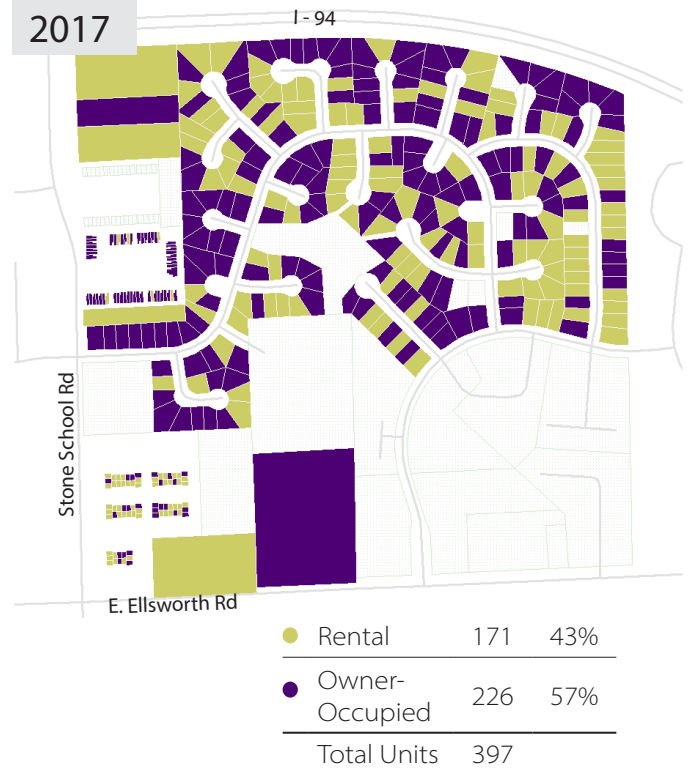 2017
I - 94
Stone School Rd
E. Ellsworth Rd
Rental 171 43%
Owner-
Occupied 226 57%
Total Units 397